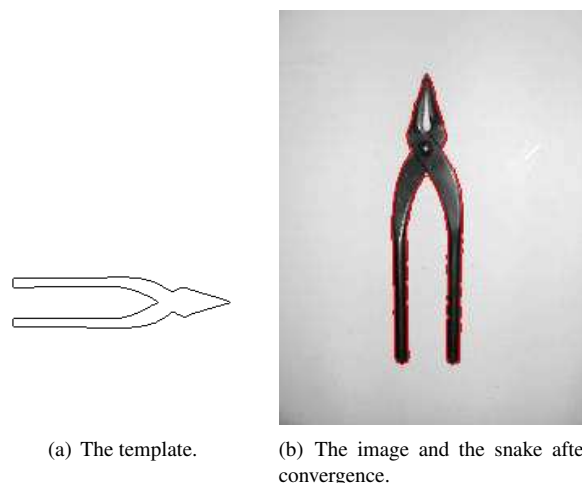 (a) The template.
(b) The image and the snake afte
convergence.